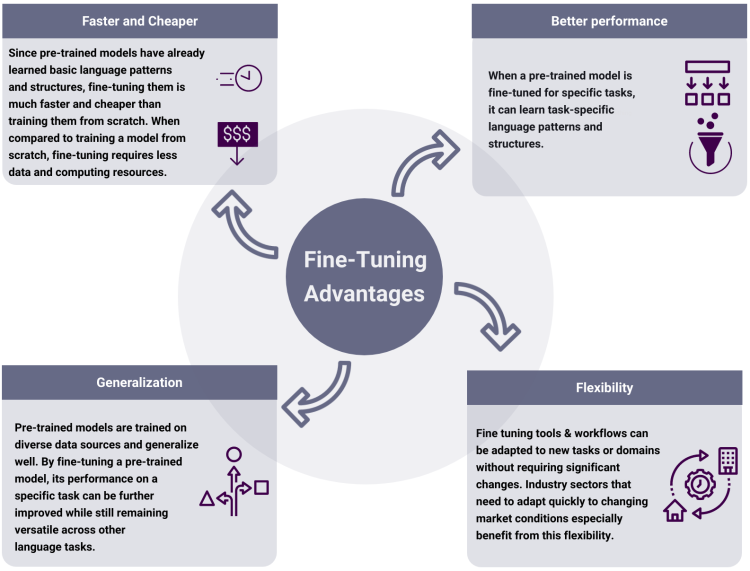 Faster and Cheaper
Since pre-trained models have already
learned basic language patterns
and structures, fine-tuning them is
much faster and cheaper than
training them from scratch. When
compared to training a model from
scratch, fine-tuning requires less
data and computing resources.
$$$
Better performance
When a pre-trained model is
fine-tuned for specific tasks,
it can learn task-specific
language patterns and
structures.
Fine-Tuning
Advantages
Generalization
Pre-trained models are trained on
diverse data sources and generalize
well. By fine-tuning a pre-trained
model, its performance on a
specific task can be further
improved while still remaining
versatile across other
language tasks.
Flexibility
Fine tuning tools & workflows can
be adapted to new tasks or domains
without requiring significant
changes. Industry sectors that
need to adapt quickly to changing
market conditions especially
benefit from this flexibility.